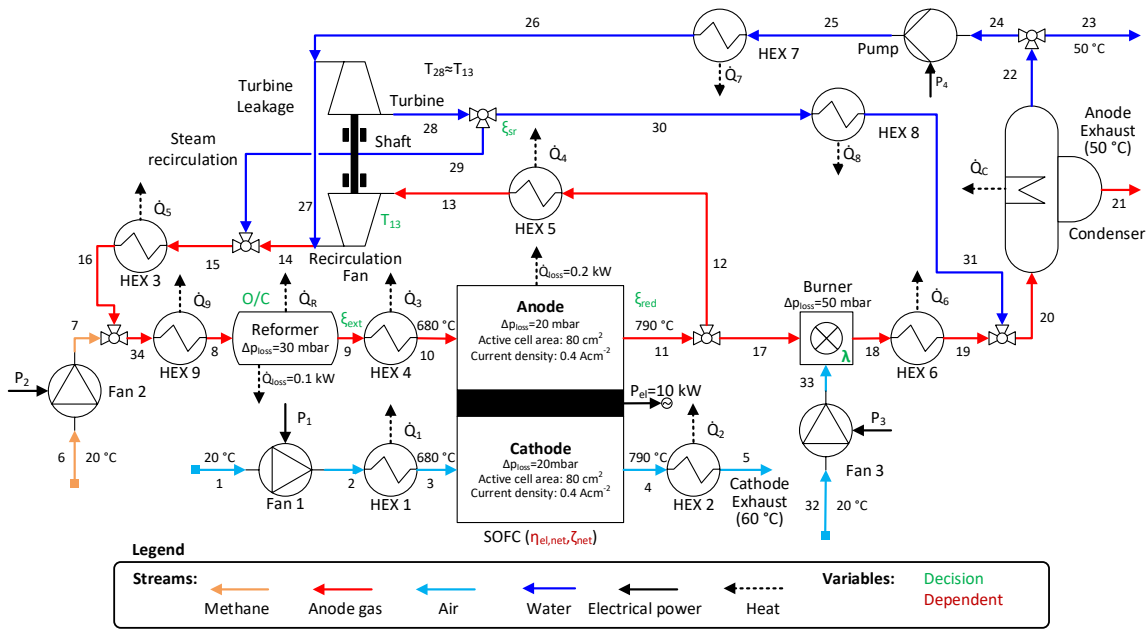 26
25
24
23
50 °C
Pump
HEX 7
Q̇7
P4
22
T28≈T13
Turbine
Leakage
Turbine
28
ξsr
30
HEX 8
Q̇8
Anode
Exhaust
(50 °C)
Steam
recirculation
Shaft
29
Q̇4
Q̇C
21
Condenser
Q̇5
27
T13
13
HEX 5
12
31
16
HEX 3
15
14
Recirculation
Fan
Q̇loss=0.2 kW
Burner
Δploss=50 mbar
Q̇6
20
7
Q̇9
O/C
Q̇R
Q̇3
ξext
Reformer
Δploss=30 mbar
680 °C
Anode
Δploss=20 mbar
Active cell area: 80 cm2
Current density: 0.4 Acm-2
ξred
790 °C
λ
34
HEX 9
8
9
HEX 4
10
11
17
18
HEX 6
19
P2
Fan 2
Q̇loss=0.1 kW
Pel=10 kW
33
P1
Q̇1
Q̇2
P3
6
20 °C
20 °C
1
Fan 1
2
HEX 1
680 °C
3
Cathode
Δploss=20mbar
Active cell area: 80 cm2
Current density: 0.4 Acm-2
790 °C
4
HEX 2
5
Cathode
Exhaust
(60 °C)
Fan 3
32
20 °C
SOFC (ηel,net,ζnet)
Legend
Streams:
Methane
Anode gas
Air
Water
Electrical power
Heat
Variables:
Decision
Dependent